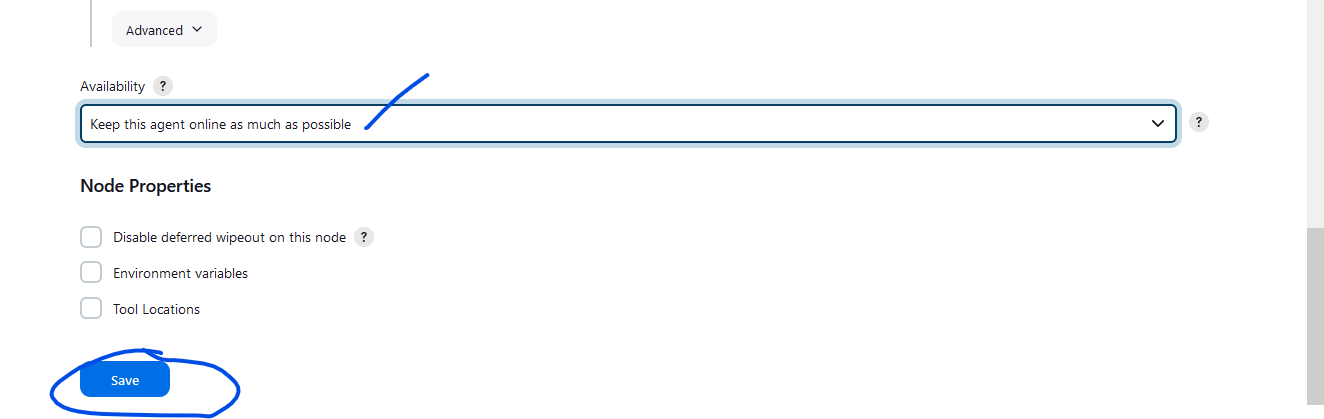 Advanced
Availability ?
Keep this agent online as much as possible
?
Node Properties
Disable deferred wipeout on this node ?
Environment variables
Tool Locations
Save